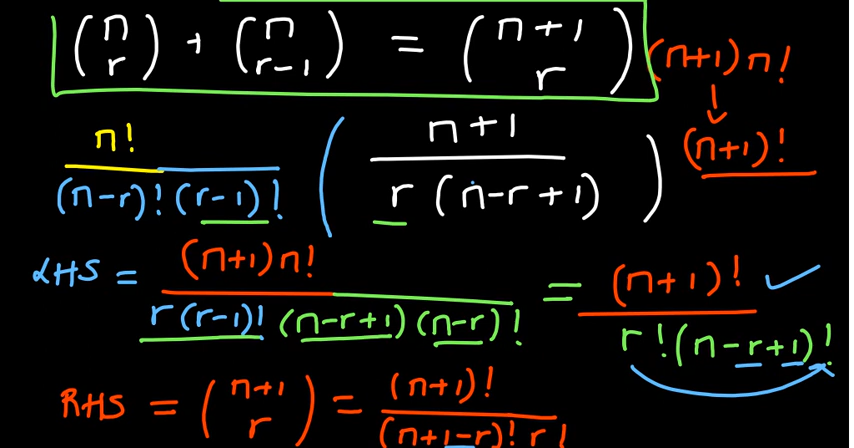 (n r) + (n r-1) = (n+1 r)
(n+1) n!
↓
(n+1)!
n! / (n-r)! (r-1)! ( n+1 / r (n-r+1) )
LHS = (n+1) n! / r (r-1)! (n-r+1) (n-r)! = (n+1)! / r! (n-r+1)! ✓
RHS = (n+1 r) = (n+1)! / (n+1-r)! r!